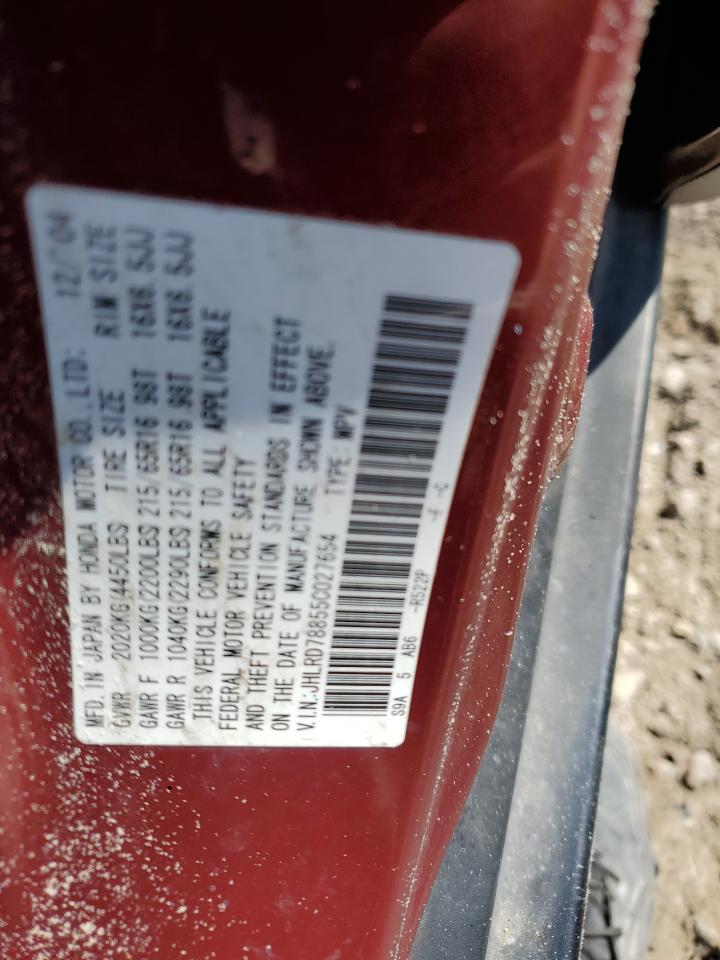 MFD. IN JAPAN BY HONDA MOTOR CO., LTD: 12/'04
GVWR 2020KG(4450LBS) TIRE SIZE RIM SIZE
GAWR F 1000KG(2200LBS) 215/65R16 98T 16X6.5JJ
GAWR R 1040KG(2290LBS) 215/65R16 98T 16X6.5JJ
THIS VEHICLE CONFORMS TO ALL APPLICABLE
FEDERAL MOTOR VEHICLE SAFETY
AND THEFT PREVENTION STANDARDS IN EFFECT
ON THE DATE OF MANUFACTURE SHOWN ABOVE.
V.I.N:JHLRD78855C027654 TYPE: MPV
S9A 5 AB6 -R522P -F -C